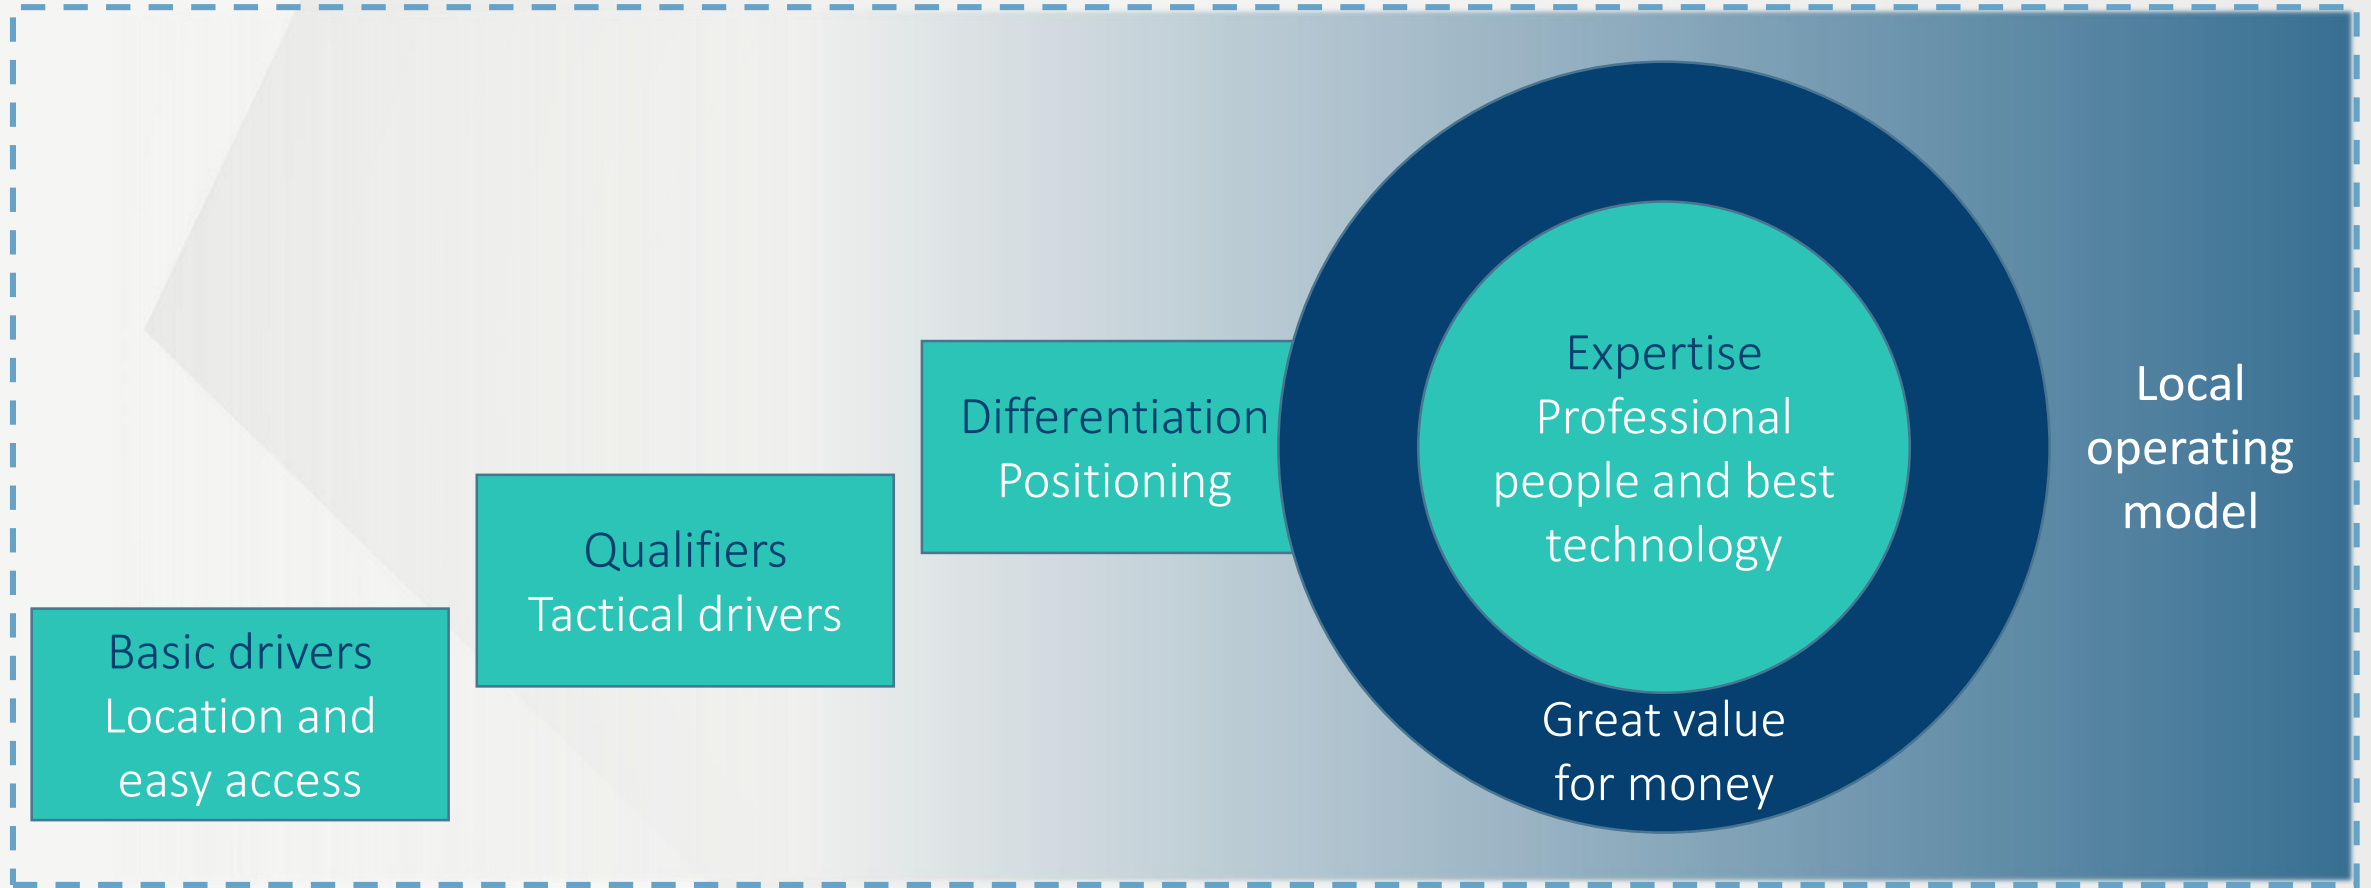 Basic drivers
Location and
easy access
Qualifiers
Tactical drivers
Differentiation
Positioning
Expertise
Professional
people and best
technology
Great value
for money
Local
operating
model